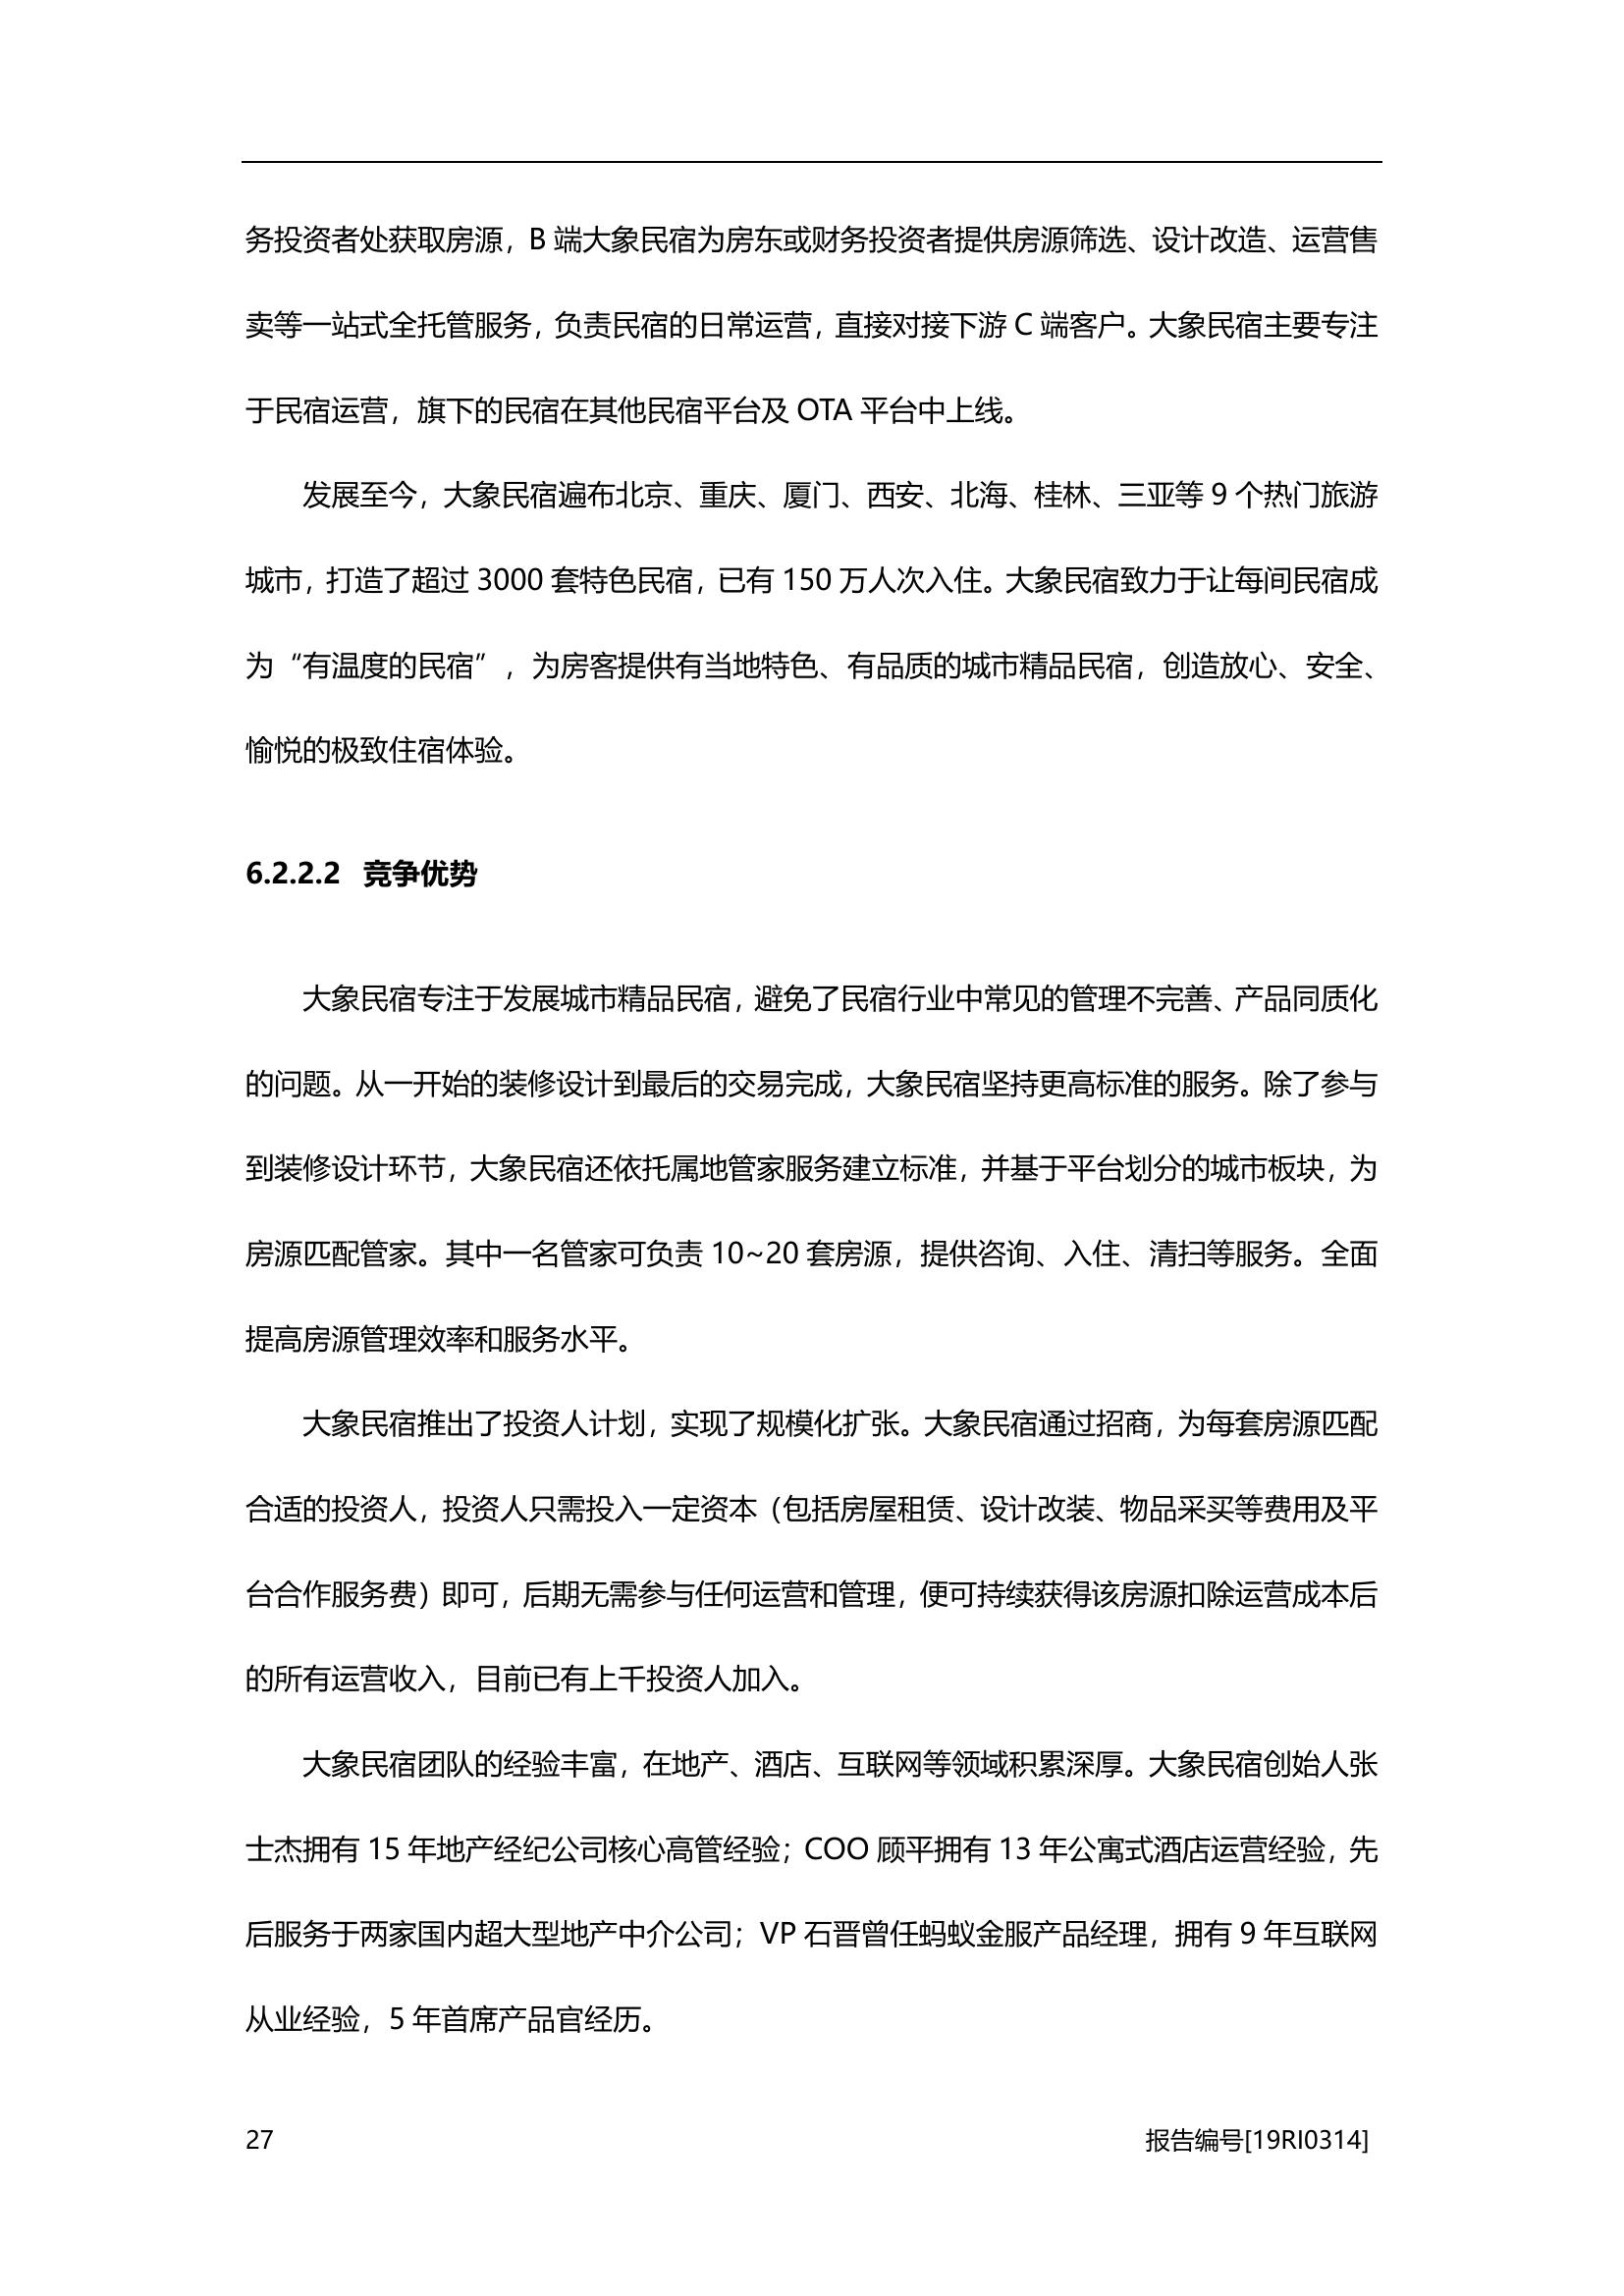 务投资者处获取房源，B 端大象民宿为房东或财务投资者提供房源筛选、设计改造、运营售
卖等一站式全托管服务，负责民宿的日常运营，直接对接下游 C 端客户。大象民宿主要专注
于民宿运营，旗下的民宿在其他民宿平台及 OTA 平台中上线。
发展至今，大象民宿遍布北京、重庆、厦门、西安、北海、桂林、三亚等 9 个热门旅游
城市，打造了超过 3000 套特色民宿，已有 150 万人次入住。大象民宿致力于让每间民宿成
为“有温度的民宿”，为房客提供有当地特色、有品质的城市精品民宿，创造放心、安全、
愉悦的极致住宿体验。
6.2.2.2 竞争优势
大象民宿专注于发展城市精品民宿，避免了民宿行业中常见的管理不完善、产品同质化
的问题。从一开始的装修设计到最后的交易完成，大象民宿坚持更高标准的服务。除了参与
到装修设计环节，大象民宿还依托属地管家服务建立标准，并基于平台划分的城市板块，为
房源匹配管家。其中一名管家可负责 10~20 套房源，提供咨询、入住、清扫等服务。全面
提高房源管理效率和服务水平。
大象民宿推出了投资人计划，实现了规模化扩张。大象民宿通过招商，为每套房源匹配
合适的投资人，投资人只需投入一定资本（包括房屋租赁、设计改装、物品采买等费用及平
台合作服务费）即可，后期无需参与任何运营和管理，便可持续获得该房源扣除运营成本后
的所有运营收入，目前已有上千投资人加入。
大象民宿团队的经验丰富，在地产、酒店、互联网等领域积累深厚。大象民宿创始人张
士杰拥有 15 年地产经纪公司核心高管经验；COO 顾平拥有 13 年公寓式酒店运营经验，先
后服务于两家国内超大型地产中介公司；VP 石晋曾任蚂蚁金服产品经理，拥有 9 年互联网
从业经验，5 年首席产品官经历。
27 报告编号[19RI0314]